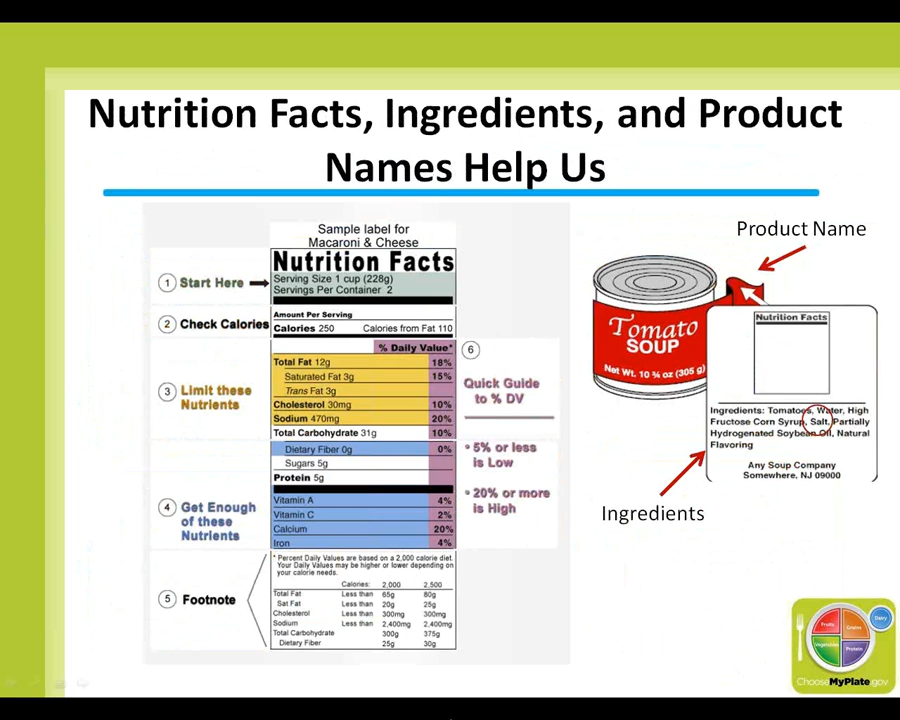 Nutrition Facts, Ingredients, and Product
Names Help Us
Sample label for
Macaroni & Cheese
Nutrition Facts
1 Start Here
Serving Size 1 cup (228g)
Servings Per Container 2
Amount Per Serving
2 Check Calories
Calories 250 Calories from Fat 110
% Daily Value*
3 Limit these
Nutrients
Total Fat 12g 18%
Saturated Fat 3g 15%
Trans Fat 3g
Cholesterol 30mg 10%
Sodium 470mg 20%
Total Carbohydrate 31g 10%
Dietary Fiber 0g 0%
Sugars 5g
Protein 5g
4 Get Enough
of these
Nutrients
Vitamin A 4%
Vitamin C 2%
Calcium 20%
Iron 4%
5 Footnote
* Percent Daily Values are based on a 2,000 calorie diet.
Your Daily Values may be higher or lower depending on
your calorie needs.
Calories: 2,000 2,500
Total Fat Less than 65g 80g
Sat Fat Less than 20g 25g
Cholesterol Less than 300mg 300mg
Sodium Less than 2,400mg 2,400mg
Total Carbohydrate 300g 375g
Dietary Fiber 25g 30g
6
Quick Guide
to % DV
• 5% or less
is Low
• 20% or more
is High
Product Name
Tomato
SOUP
Net Wt. 10 ¾ oz (305 g)
Nutrition Facts
Ingredients: Tomatoes, Water, High
Fructose Corn Syrup, Salt, Partially
Hydrogenated Soybean Oil, Natural
Flavoring
Any Soup Company
Somewhere, NJ 09000
Ingredients
Dairy
Fruits
Grains
Vegetables
Protein
ChooseMyPlate.gov